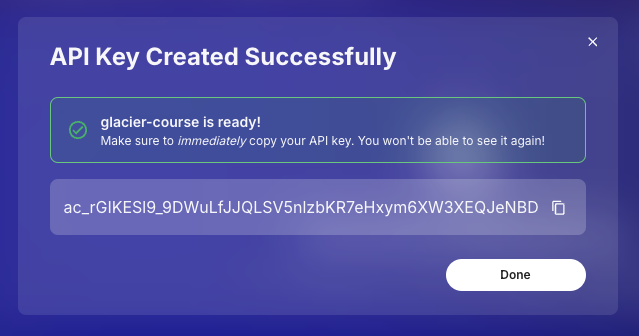 API Key Created Successfully
glacier-course is ready!
Make sure to immediately copy your API key. You won't be able to see it again!
ac_rGIKESI9_9DWuLfJJQLSV5nlzbKR7eHxym6XW3XEQJeNBD
Done